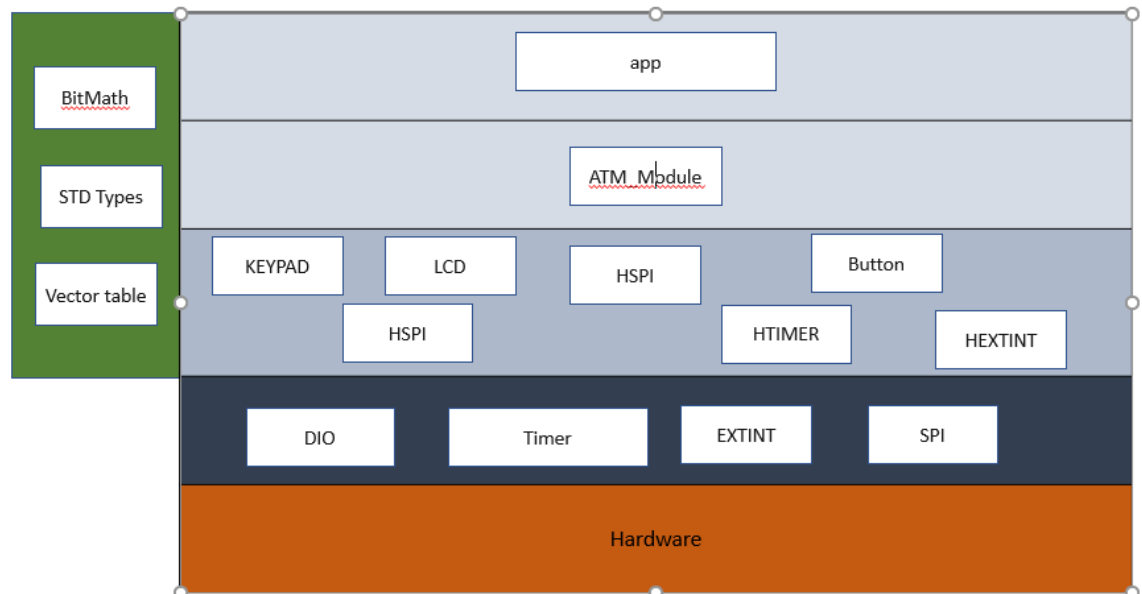 app
BitMath
ATM_Module
STD Types
KEYPAD
LCD
HSPI
Button
Vector table
HSPI
HTIMER
HEXTINT
DIO
Timer
EXTINT
SPI
Hardware